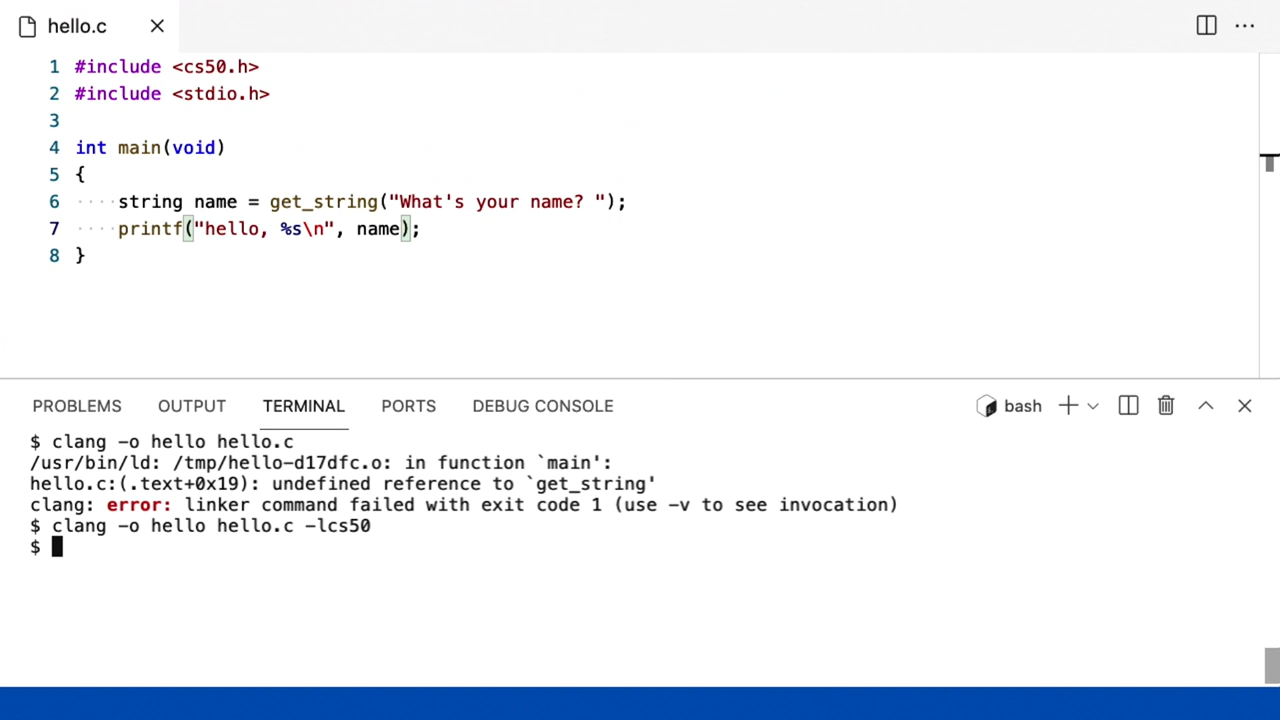 hello.c
1 #include <cs50.h>
2 #include <stdio.h>
3
4 int main(void)
5 {
6 ····string name = get_string("What's your name? ");
7 ····printf("hello, %s\n", name);
8 }
PROBLEMS OUTPUT TERMINAL PORTS DEBUG CONSOLE bash
$ clang -o hello hello.c
/usr/bin/ld: /tmp/hello-d17dfc.o: in function `main':
hello.c:(.text+0x19): undefined reference to `get_string'
clang: error: linker command failed with exit code 1 (use -v to see invocation)
$ clang -o hello hello.c -lcs50
$